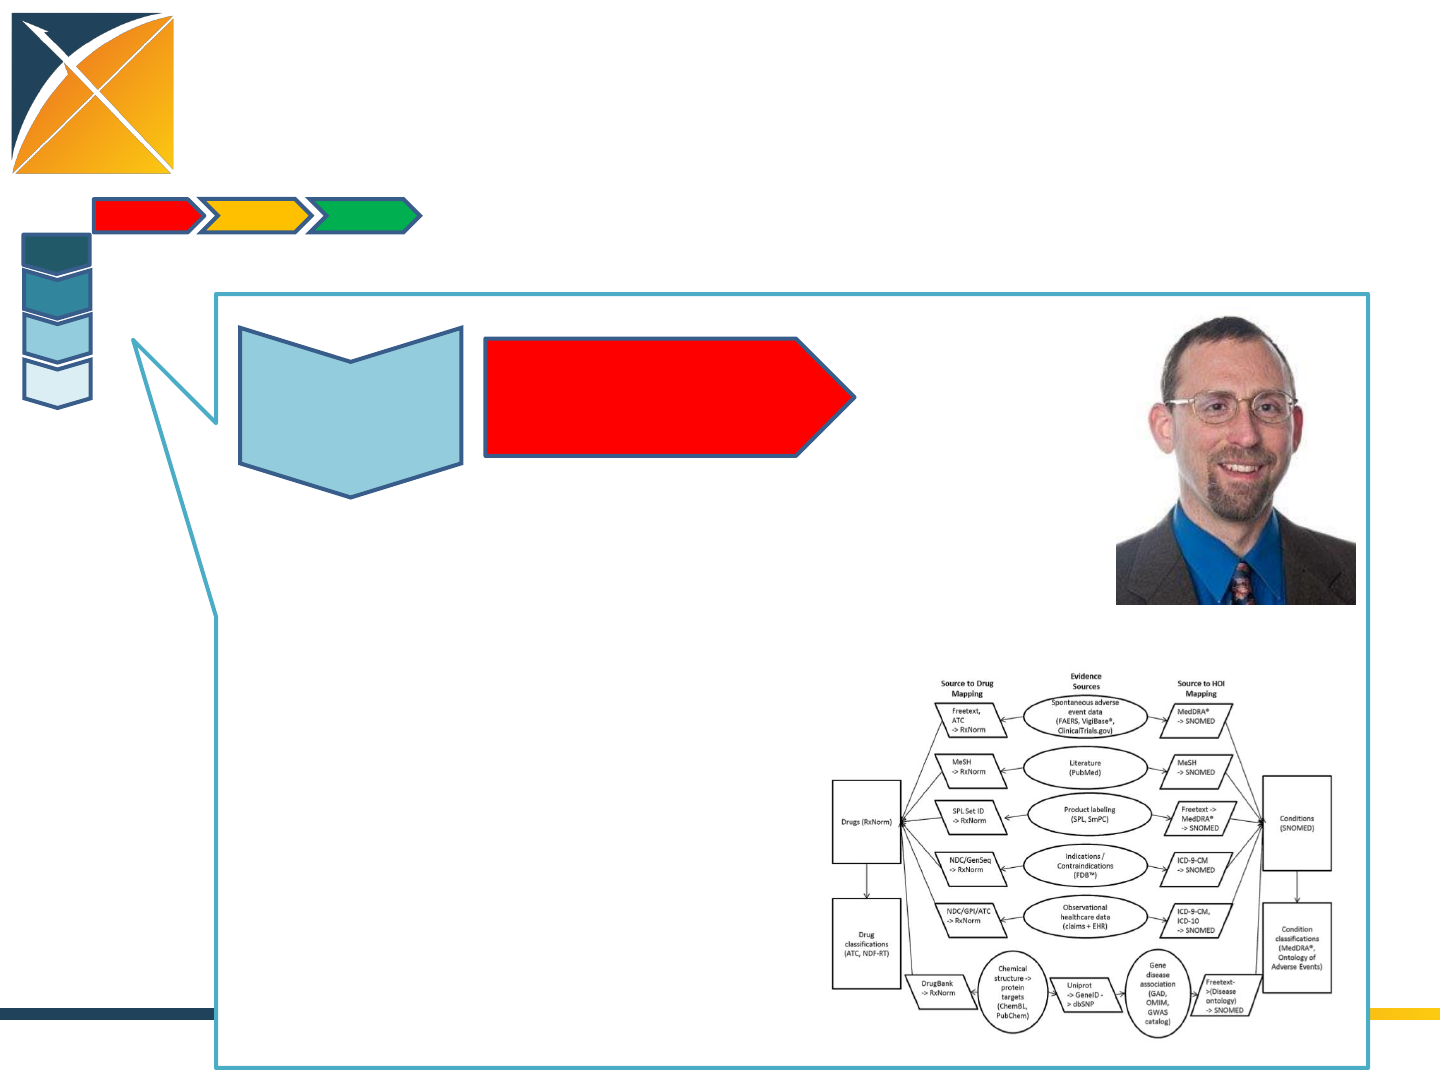 Source to Drug
Mapping
Evidence
Sources
Source to HOI
Mapping
Freetext,
ATC
-> RxNorm
Spontaneous adverse
event data
(FAERS, VigiBase®,
ClinicalTrials.gov)
MedDRA®
-> SNOMED
MeSH
-> RxNorm
Literature
(PubMed)
MeSH
-> SNOMED
SPL Set ID
-> RxNorm
Product labeling
(SPL, SmPC)
Freetext ->
MedDRA®
-> SNOMED
Drugs (RxNorm)
Conditions
(SNOMED)
NDC/GenSeq
-> RxNorm
Indications /
Contraindications
(FDB™)
ICD-9-CM
-> SNOMED
NDC/GPI/ATC
-> RxNorm
Observational
healthcare data
(claims + EHR)
ICD-9-CM,
ICD-10
-> SNOMED
Drug
classifications
(ATC, NDF-RT)
Condition
classifications
(MedDRA®,
Ontology of
Adverse Events)
DrugBank
-> RxNorm
Chemical
structure ->
protein
targets
(ChemBL,
PubChem)
Uniprot
-> GeneID -
> dbSNP
Gene
disease
association
(GAD,
OMIM,
GWAS
catalog)
Freetext-
>(Disease
ontology)
-> SNOMED